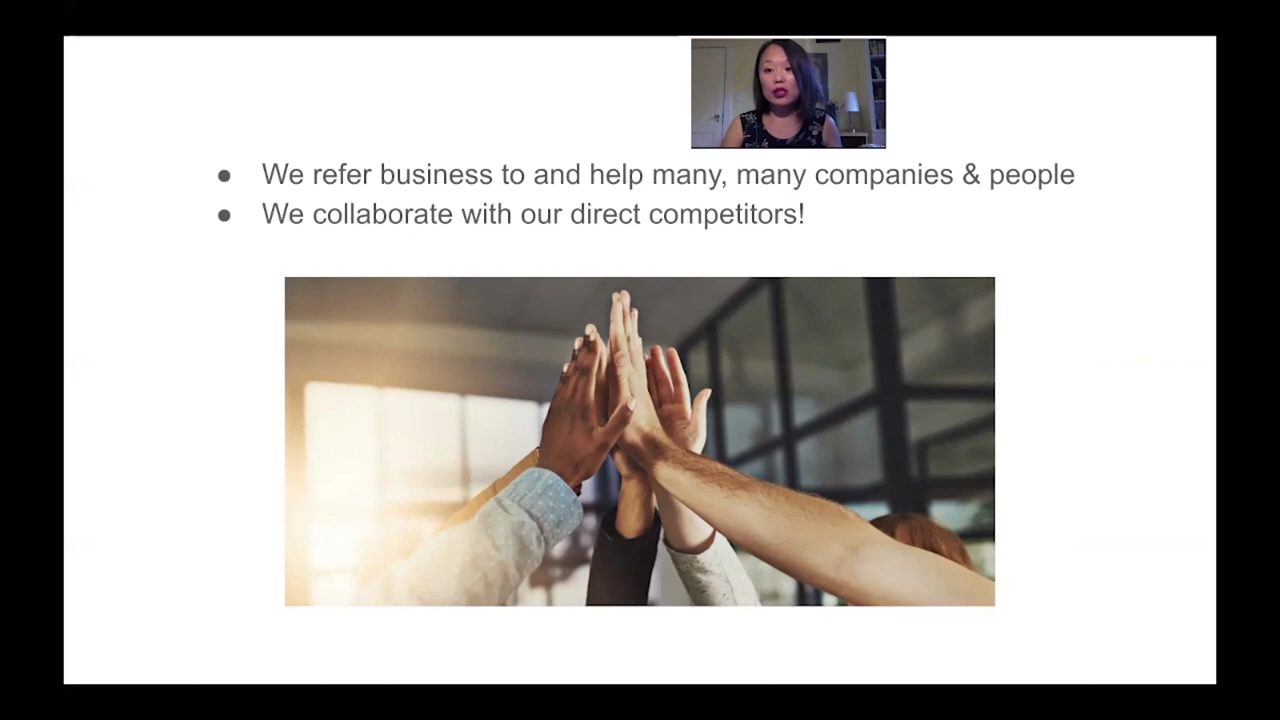 ● We refer business to and help many, many companies & people
● We collaborate with our direct competitors!